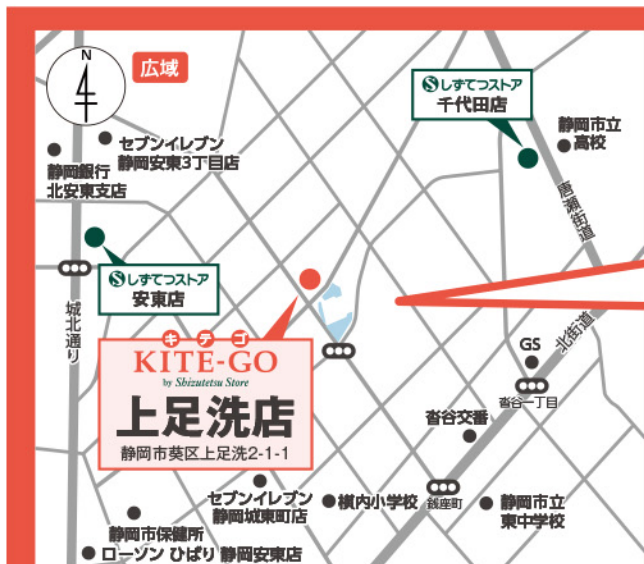 N
広域
Sしずてつストア
千代田店
静岡市立
高校
セブンイレブン
静岡安東3丁目店
静岡銀行
北安東支店
唐瀬街道
Sしずてつストア
安東店
城北通り
キテゴ
KITE-GO
by Shizutetsu Store
上足洗店
静岡市葵区上足洗2-1-1
北街道
GS
沓谷一丁目
沓谷交番
セブンイレブン
静岡城東町店
横内小学校
銭座町
静岡市立
東中学校
静岡市保健所
ローソン ひばり 静岡安東店